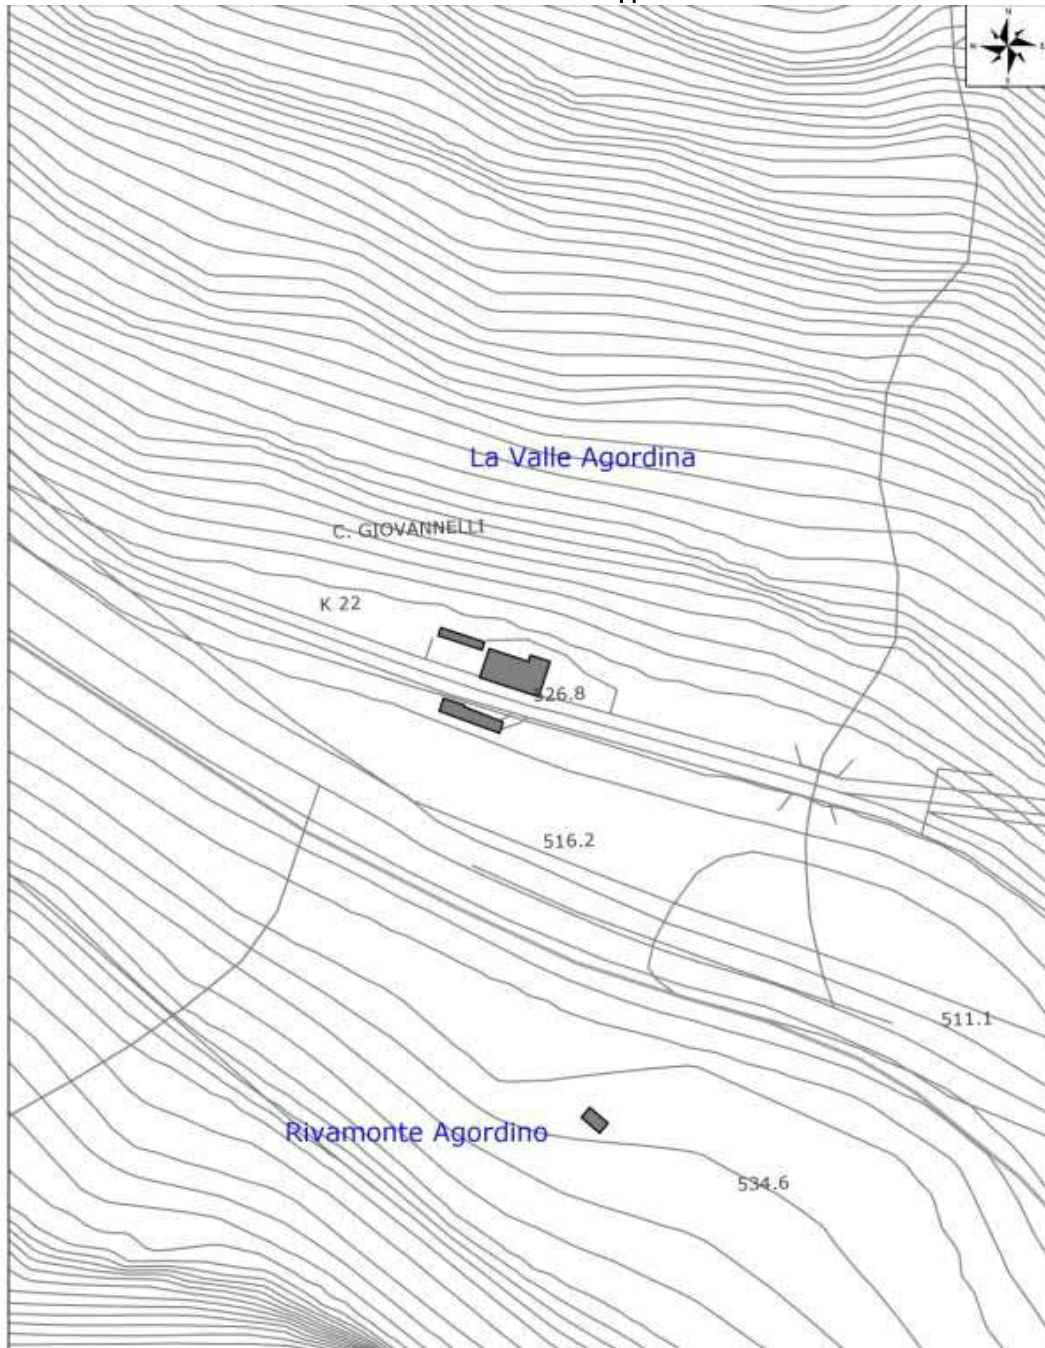 La Valle Agordina
C. GIOVANNELLI
K 22
526.8
516.2
511.1
Rivamonte Agordino
534.6